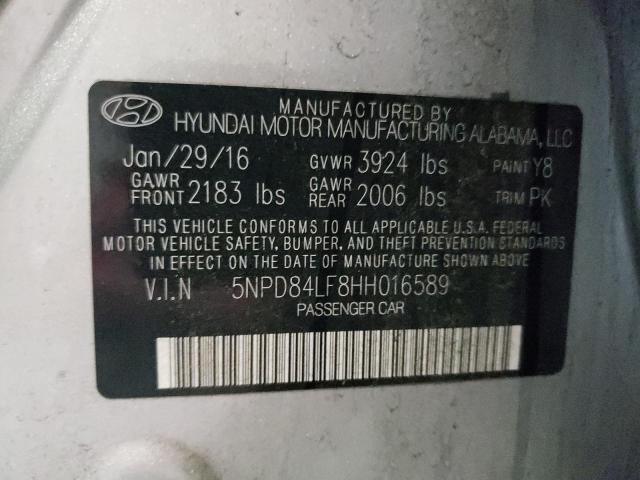 MANUFACTURED BY
HYUNDAI MOTOR MANUFACTURING ALABAMA, LLC
Jan/29/16 GVWR 3924 lbs PAINT Y8
GAWR FRONT 2183 lbs GAWR REAR 2006 lbs TRIM PK
THIS VEHICLE CONFORMS TO ALL APPLICABLE U.S.A. FEDERAL
MOTOR VEHICLE SAFETY, BUMPER, AND THEFT PREVENTION STANDARDS
IN EFFECT ON THE DATE OF MANUFACTURE SHOWN ABOVE.
V.I.N 5NPD84LF8HH016589
PASSENGER CAR